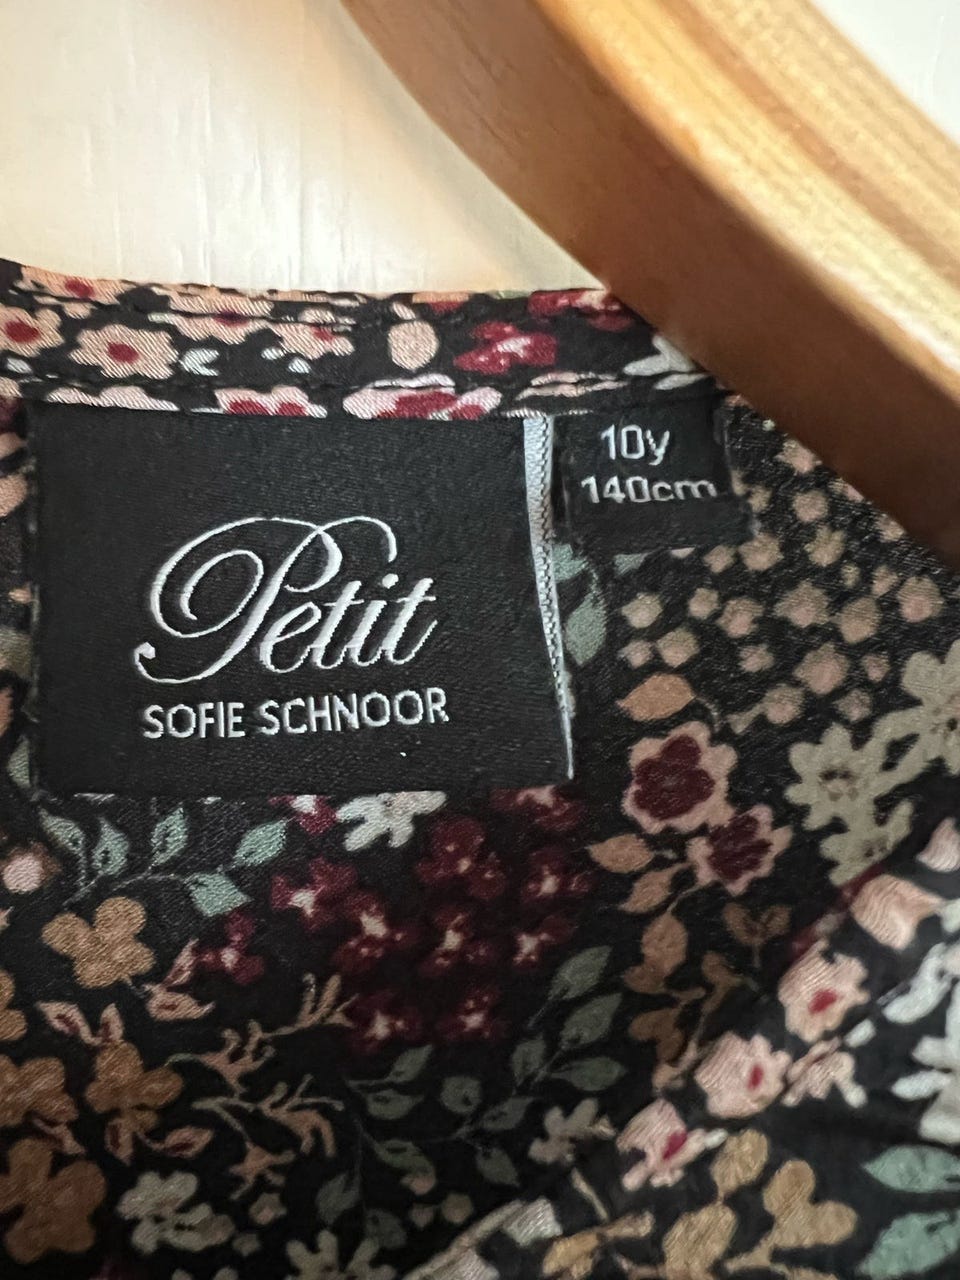 Petit
SOFIE SCHNOOR
10y
140cm